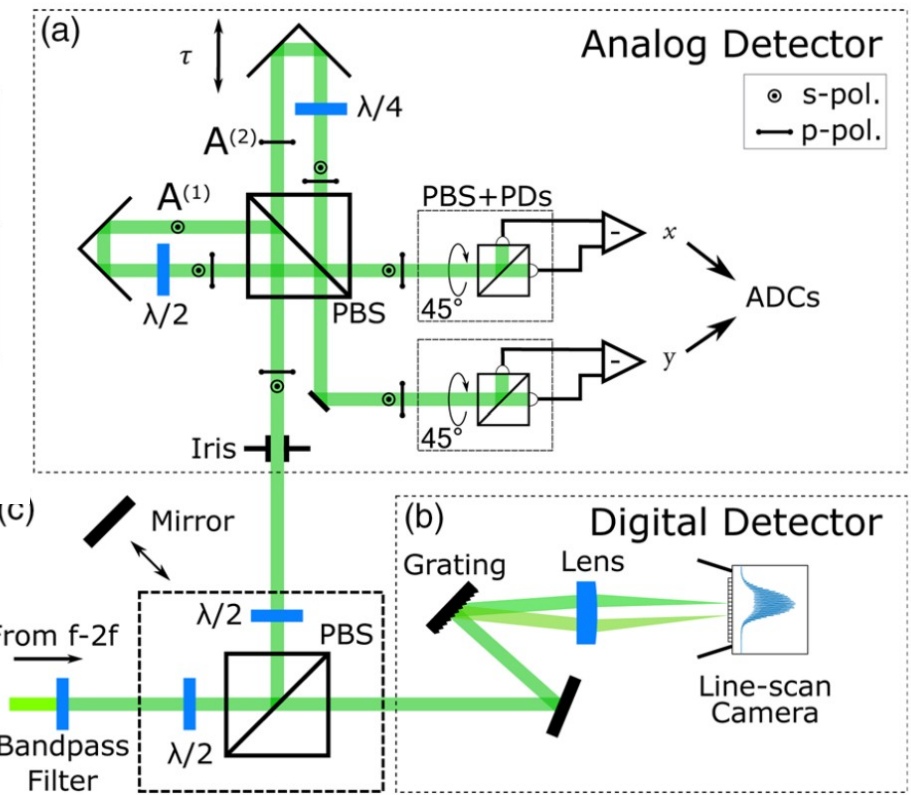 (a)
Analog Detector
τ
s-pol.
p-pol.
λ/4
A(2)
A(1)
PBS+PDs
-
x
45°
λ/2
PBS
ADCs
-
y
45°
Iris
(c)
Mirror
(b)
Digital Detector
Grating
Lens
λ/2
PBS
From f-2f
λ/2
Line-scan
Camera
Bandpass
Filter